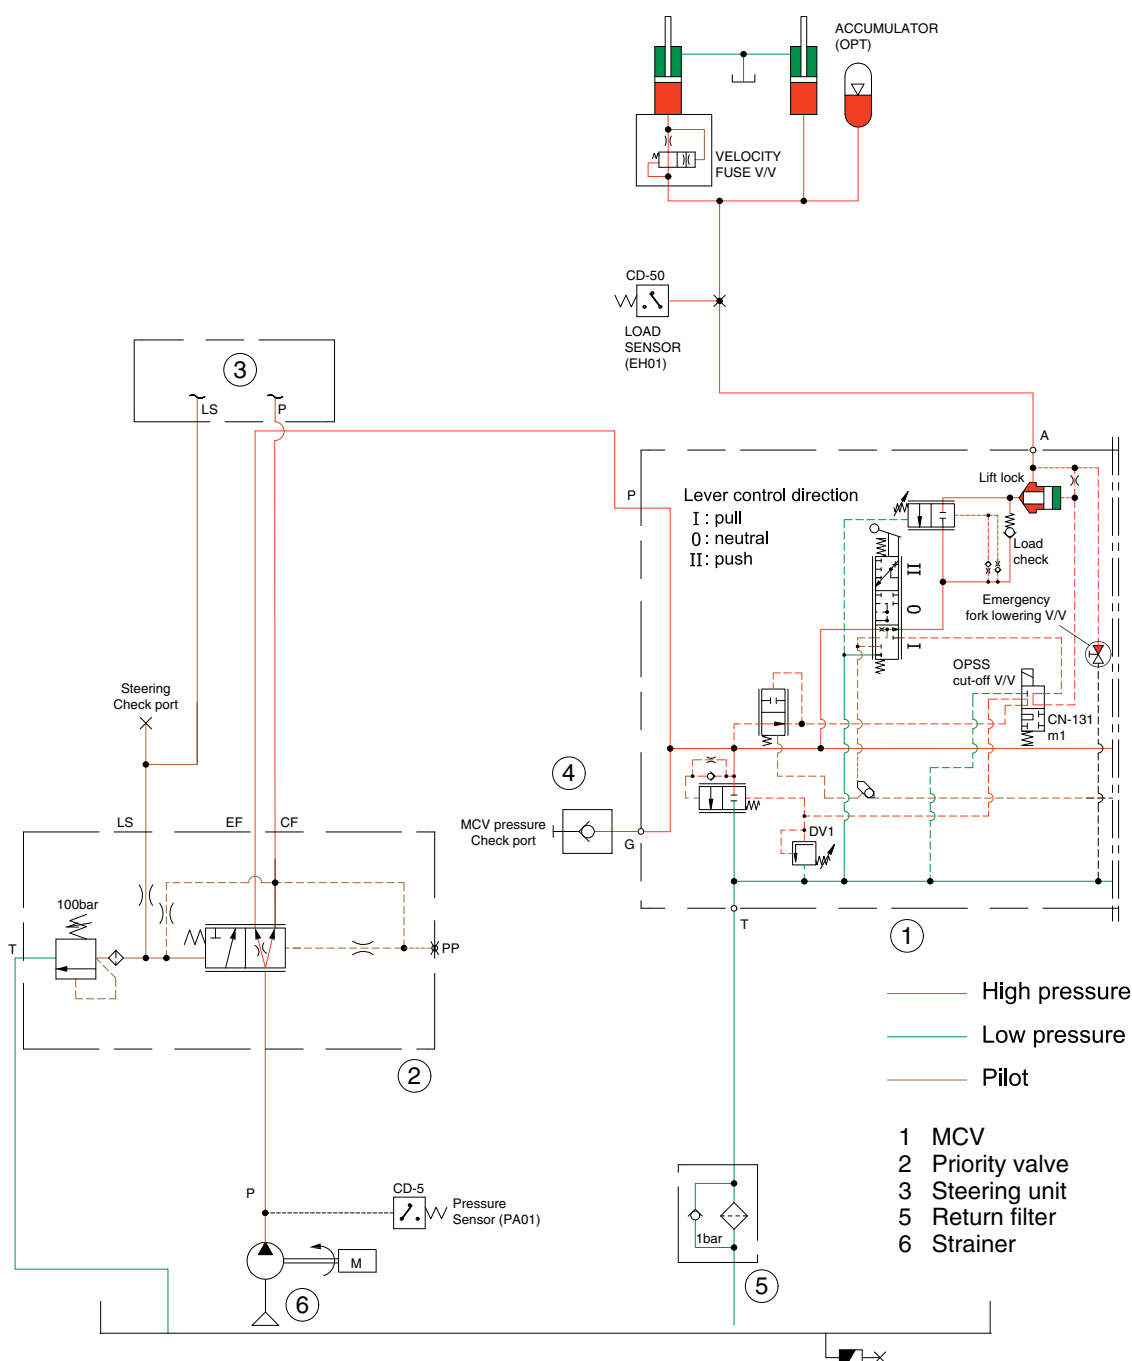 ACCUMULATOR
(OPT)
VELOCITY
FUSE V/V
CD-50
LOAD
SENSOR
(EH01)
3
LS
P
A
P
Lift lock
Lever control direction
I : pull
0 : neutral
II : push
Load
check
II
0
I
Emergency
fork lowering V/V
OPSS
cut-off V/V
CN-131
m1
Steering
Check port
4
MCV pressure
Check port
G
DV1
LS
EF
CF
100bar
T
PP
T
1
2
High pressure
Low pressure
Pilot
1 MCV
2 Priority valve
3 Steering unit
5 Return filter
6 Strainer
P
CD-5
Pressure
Sensor (PA01)
M
6
1bar
5